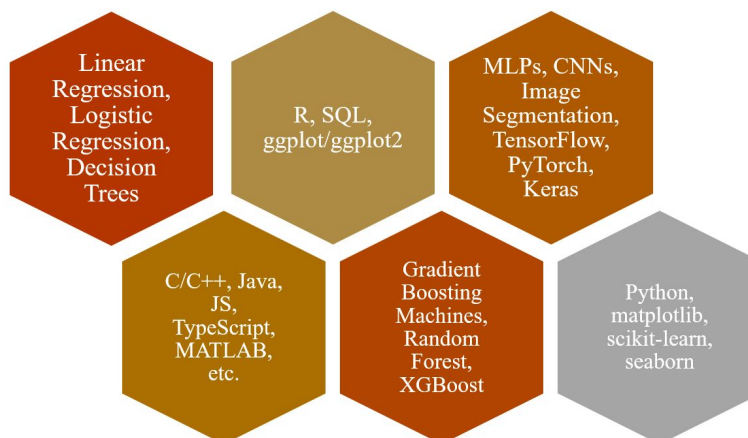 Linear
Regression,
Logistic
Regression,
Decision
Trees
R, SQL,
ggplot/ggplot2
MLPs, CNNs,
Image
Segmentation,
TensorFlow,
PyTorch,
Keras
C/C++, Java,
JS,
TypeScript,
MATLAB,
etc.
Gradient
Boosting
Machines,
Random
Forest,
XGBoost
Python,
matplotlib,
scikit-learn,
seaborn